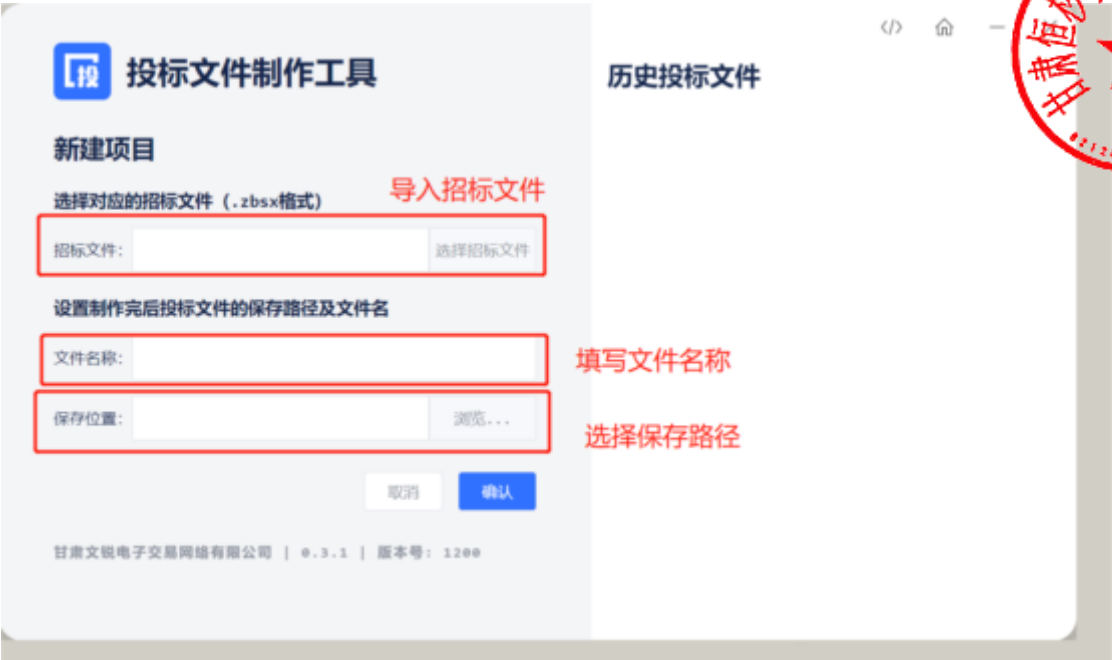 投 投标文件制作工具
新建项目
选择对应的招标文件（.zbsx格式）
导入招标文件
招标文件:
选择招标文件
设置制作完后投标文件的保存路径及文件名
文件名称:
填写文件名称
保存位置:
浏览...
选择保存路径
取消
确认
甘肃文锐电子交易网络有限公司 | 0.3.1 | 版本号: 1200
</>
历史投标文件
甘肃恒